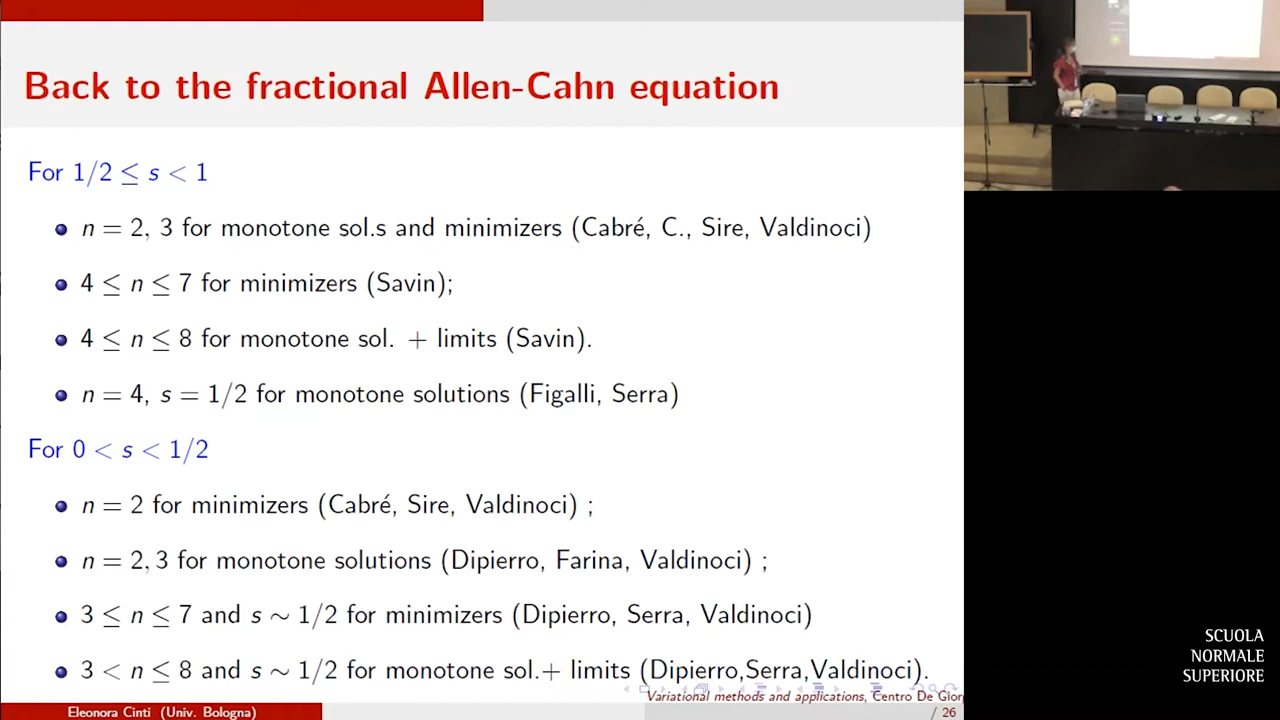 Back to the fractional Allen-Cahn equation
For 1/2 ≤ s < 1
n = 2, 3 for monotone sol.s and minimizers (Cabré, C., Sire, Valdinoci)
4 ≤ n ≤ 7 for minimizers (Savin);
4 ≤ n ≤ 8 for monotone sol. + limits (Savin).
n = 4, s = 1/2 for monotone solutions (Figalli, Serra)
For 0 < s < 1/2
n = 2 for minimizers (Cabré, Sire, Valdinoci) ;
n = 2, 3 for monotone solutions (Dipierro, Farina, Valdinoci) ;
3 ≤ n ≤ 7 and s ∼ 1/2 for minimizers (Dipierro, Serra, Valdinoci)
3 < n ≤ 8 and s ∼ 1/2 for monotone sol.+ limits (Dipierro,Serra,Valdinoci).
Variational methods and applications, Centro De Giorg
Eleonora Cinti (Univ. Bologna)
/ 26
SCUOLA
NORMALE
SUPERIORE